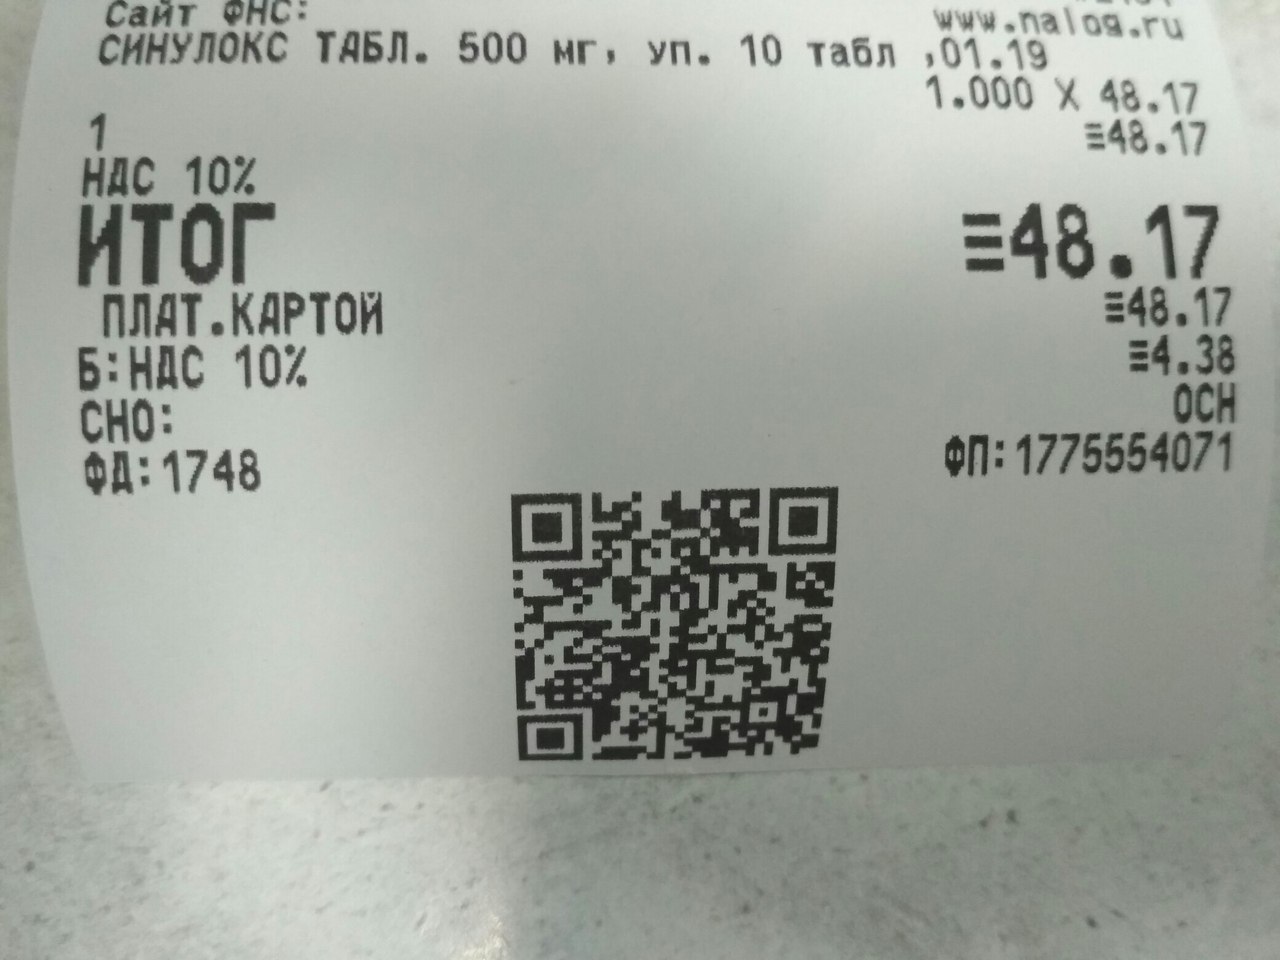 Сайт ФНС: www.nalog.ru
СИНУЛОКС ТАБЛ. 500 мг, уп. 10 табл ,01.19
1.000 X 48.17
1 ≡48.17
НДС 10%
ИТОГ ≡48.17
ПЛАТ.КАРТОЙ ≡48.17
Б:НДС 10% ≡4.38
СНО: ОСН
ФД:1748 ФП:1775554071